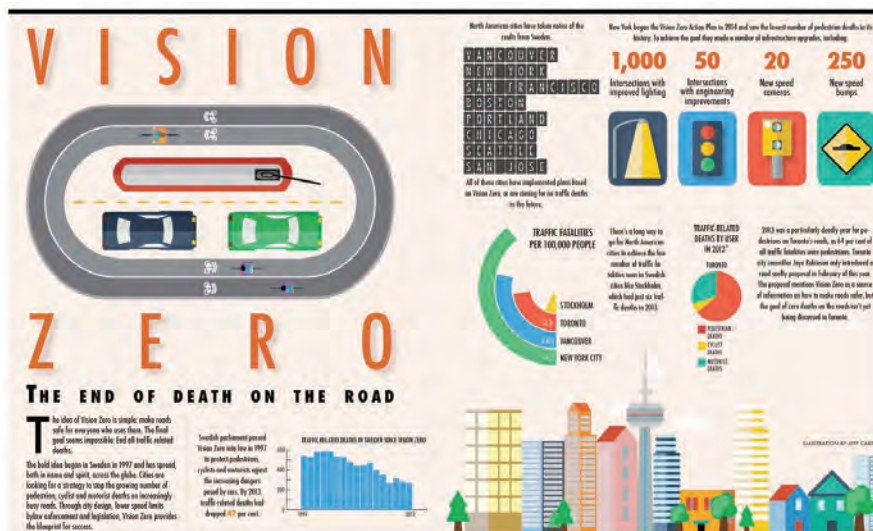 VISION
ZERO
THE END OF DEATH ON THE ROAD
The idea of Vision Zero is simple: make roads
safe for everyone who uses them. The final
goal seems impossible: End all traffic related
deaths.
The bold idea began in Sweden in 1997 and has spread,
both in name and spirit, across the globe. Cities are
looking for a strategy to stop the growing number of
pedestrian, cyclist and motorist deaths on increasingly
busy roads. Through city design, lower speed limits
bylaw enforcement and legislation, Vision Zero provides
the blueprint for success.
Swedish parliament passed
Vision Zero into law in 1997
to protect pedestrians,
cyclists and motorists against
the increasing dangers
posed by cars. By 2013
traffic-related deaths had
dropped per cent.
TRAFFIC-RELATED DEATHS IN SWEDEN SINCE VISION ZERO
North American cities have taken notice of the
results from Sweden.
VANCOUVER
NEW YORK
SAN FRANCISCO
BOSTON
PORTLAND
CHICAGO
SEATTLE
SAN JOSE
All of these cities have implemented plans based
on Vision Zero, or are aiming for no traffic deaths
in the future.
New York began the Vision Zero Action Plan in 2014 and saw the lowest number of pedestrian deaths in its
history. To achieve the goal they made a number of infrastructure upgrades, including:
1,000
Intersections with
improved lighting
50
Intersections
with engineering
improvements
20
New speed
cameras
250
New speed
bumps
TRAFFIC FATALITIES
PER 100,000 PEOPLE
STOCKHOLM
TORONTO
VANCOUVER
NEW YORK CITY
There's a long way to
go for North American
cities to achieve the low
number of traffic fa-
talities seen in Swedish
cities like Stockholm,
which had just six traf-
fic deaths in 2013.
TRAFFIC-RELATED
DEATHS BY USER
IN 2013*
TORONTO
PEDESTRIAN
DEATHS
CYCLIST
DEATHS
MOTORIST
DEATHS
2013 was a particularly deadly year for pe-
destrians on Toronto's roads, as 64 per cent of
all traffic fatalities were pedestrians. Toronto
city councillor Jaye Robinson only introduced a
road safety proposal in February of this year.
The proposal mentions Vision Zero as a source
of information on how to make roads safer, but
the goal of zero deaths on the road isn't yet
being discussed in Toronto.
ILLUSTRATION BY JEFF